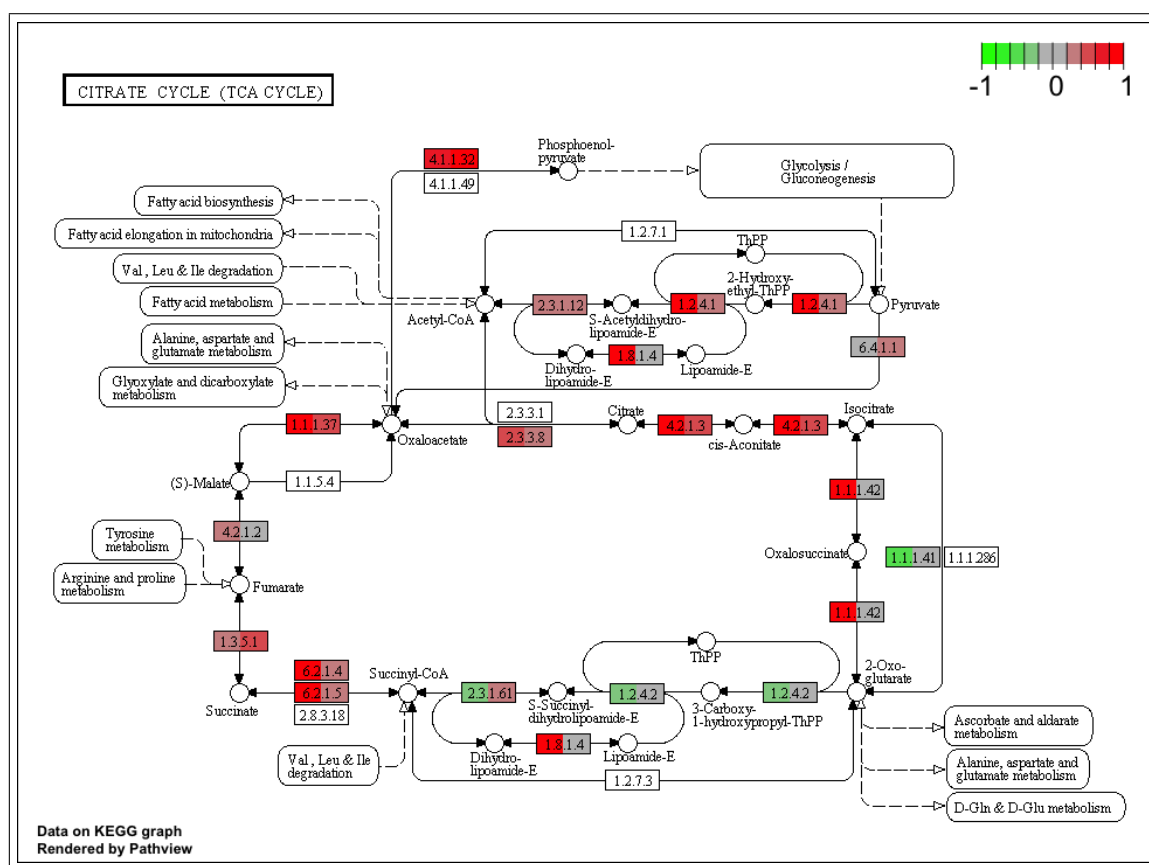 -1 0 1
CITRATE CYCLE (TCA CYCLE)
Phosphoenol-
pyruvate
4.1.1.32
4.1.1.49
Glycolysis /
Gluconeogenesis
Fatty acid biosynthesis
Fatty acid elongation in mitochondria
Val, Leu & Ile degradation
Fatty acid metabolism
Alanine, aspartate and
glutamate metabolism
Glyoxylate and dicarboxylate
metabolism
1.2.7.1
ThPP
2-Hydroxy-
ethyl-ThPP
Acetyl-CoA
2.3.1.12
S-Acetyldihydro-
lipoamide-E
1.2.4.1
1.2.4.1
Pyruvate
Dihydro-
lipoamide-E
1.8.1.4
Lipoamide-E
6.4.1.1
1.1.1.37
Oxaloacetate
2.3.3.1
2.3.3.8
Citrate
4.2.1.3
cis-Aconitate
4.2.1.3
Isocitrate
(S)-Malate
1.1.5.4
1.1.1.42
4.2.1.2
Tyrosine
metabolism
Arginine and proline
metabolism
Fumarate
Oxalosuccinate
1.1.1.41
1.1.1.286
1.1.1.42
1.3.5.1
ThPP
6.2.1.4
6.2.1.5
2.8.3.18
Succinate
Succinyl-CoA
2.3.1.61
S-Succinyl-
dihydrolipoamide-E
1.2.4.2
3-Carboxy-
1-hydroxypropyl-ThPP
1.2.4.2
2-Oxo-
glutarate
Val, Leu & Ile
degradation
Dihydro-
lipoamide-E
1.8.1.4
Lipoamide-E
1.2.7.3
Ascorbate and aldarate
metabolism
Alanine, aspartate and
glutamate metabolism
D-Gln & D-Glu metabolism
Data on KEGG graph
Rendered by Pathview